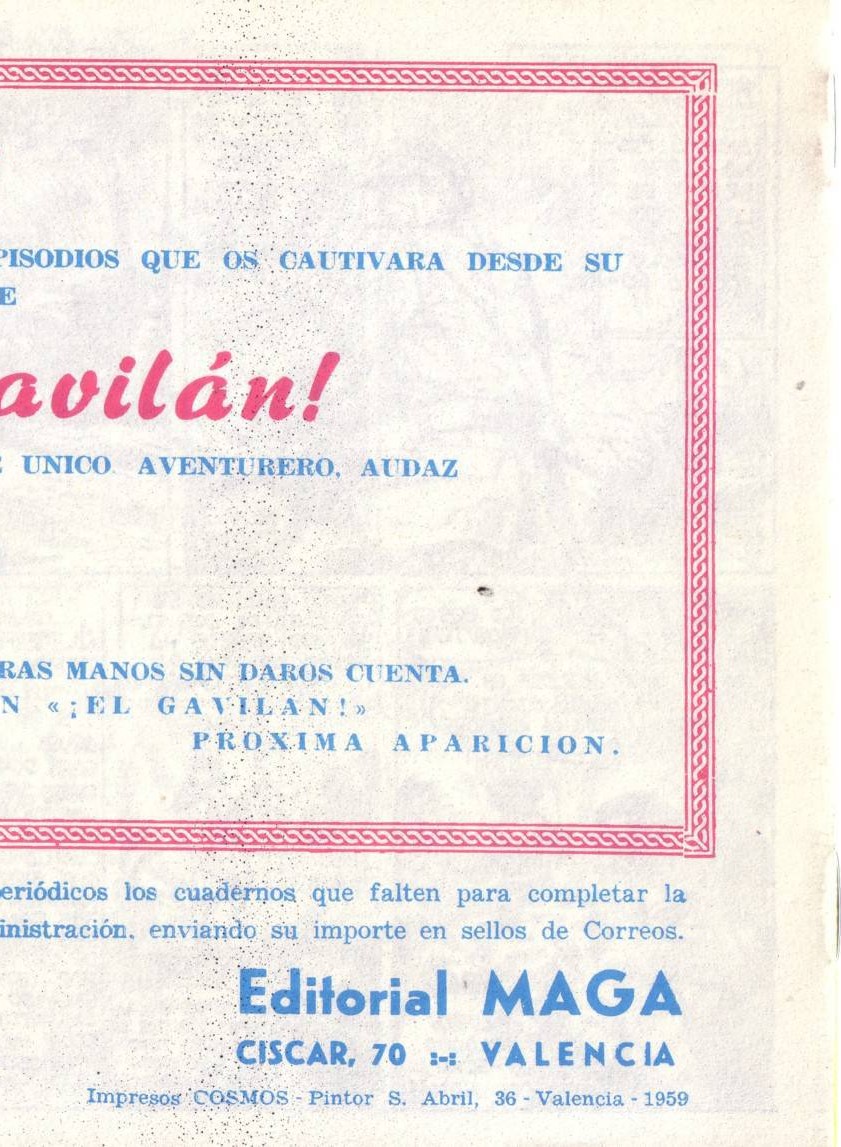 PISODIOS QUE OS CAUTIVARA DESDE SU
E
avilán!
E UNICO AVENTURERO, AUDAZ
RAS MANOS SIN DAROS CUENTA.
N «¡EL GAVILAN!»
PROXIMA APARICION.
eriódicos los cuadernos que falten para completar la
inistración, enviando su importe en sellos de Correos.
Editorial MAGA
CISCAR, 70 :-: VALENCIA
Impresos COSMOS - Pintor S. Abril, 36 - Valencia - 1959